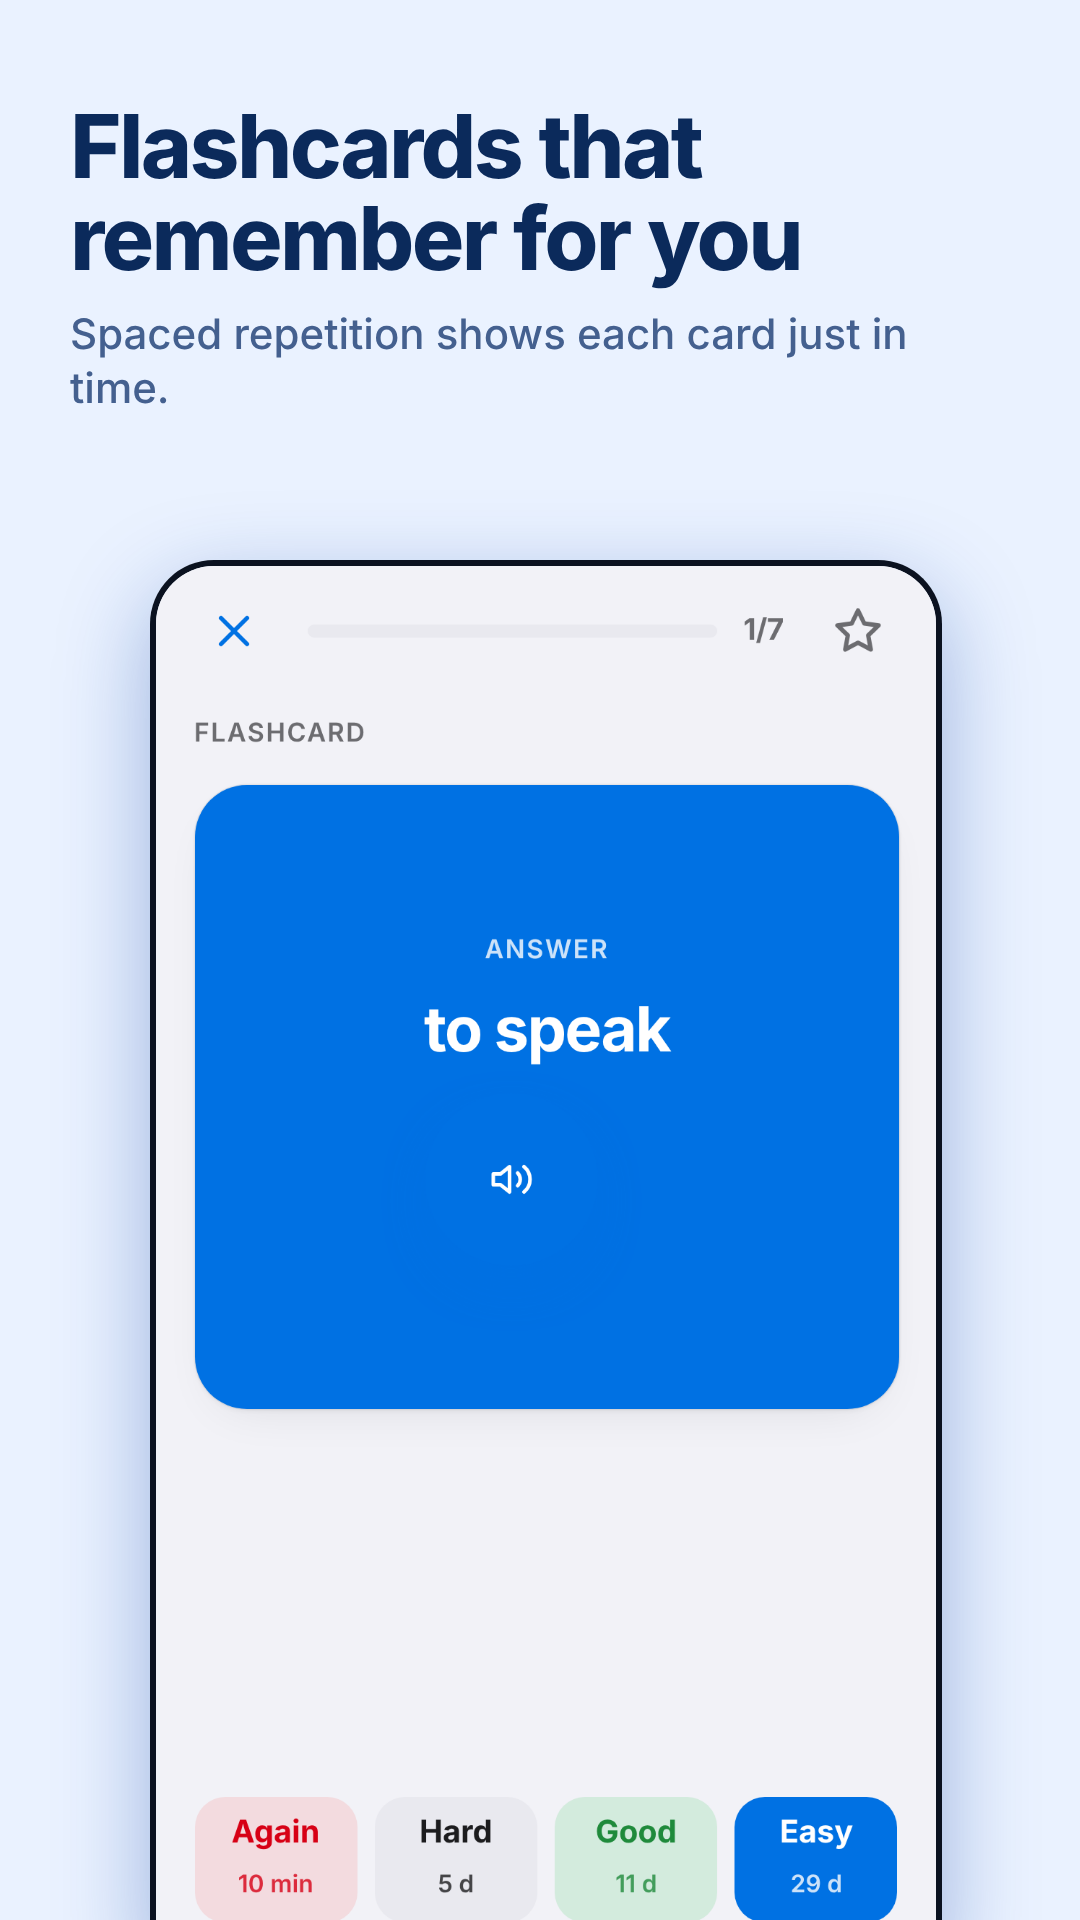 Flashcards that
remember for you
Spaced repetition shows each card just in
time.
1/7
FLASHCARD
ANSWER
to speak
Again
Hard
Good
Easy
10 min
5 d
11 d
29 d